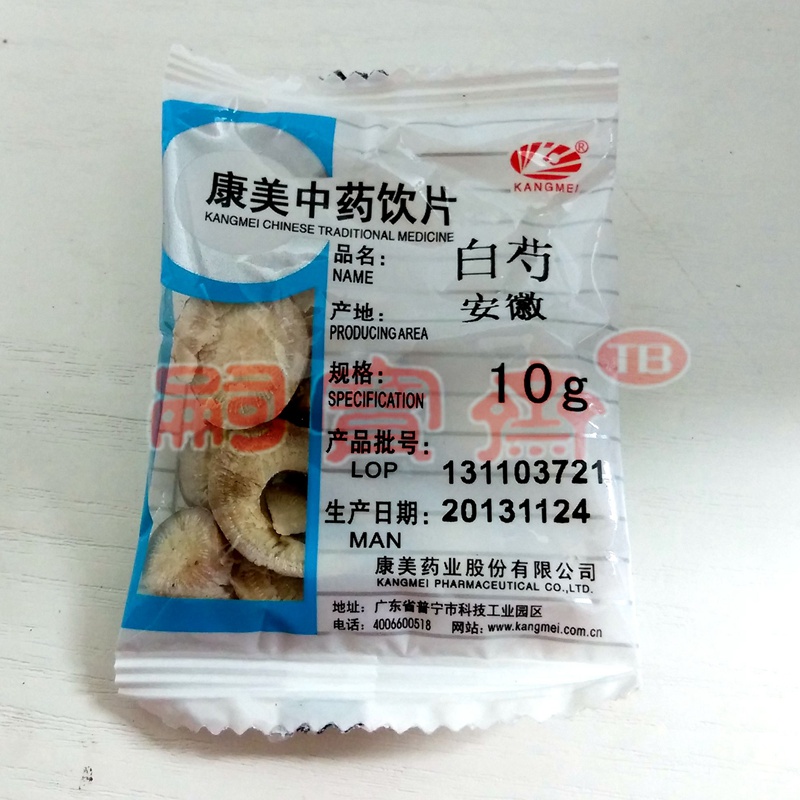 KANGMEI ®
康美中药饮片
KANGMEI CHINESE TRADITIONAL MEDICINE
品名: 白芍
NAME
产地: 安徽
PRODUCING AREA
规格: 10g
SPECIFICATION
产品批号: 131103721
LOP
生产日期: 20131124
MAN
康美药业股份有限公司
KANGMEI PHARMACEUTICAL CO.,LTD.
地址: 广东省普宁市科技工业园区
电话: 4006600518 网站: www.kangmei.com.cn
嗣寳斋 TB